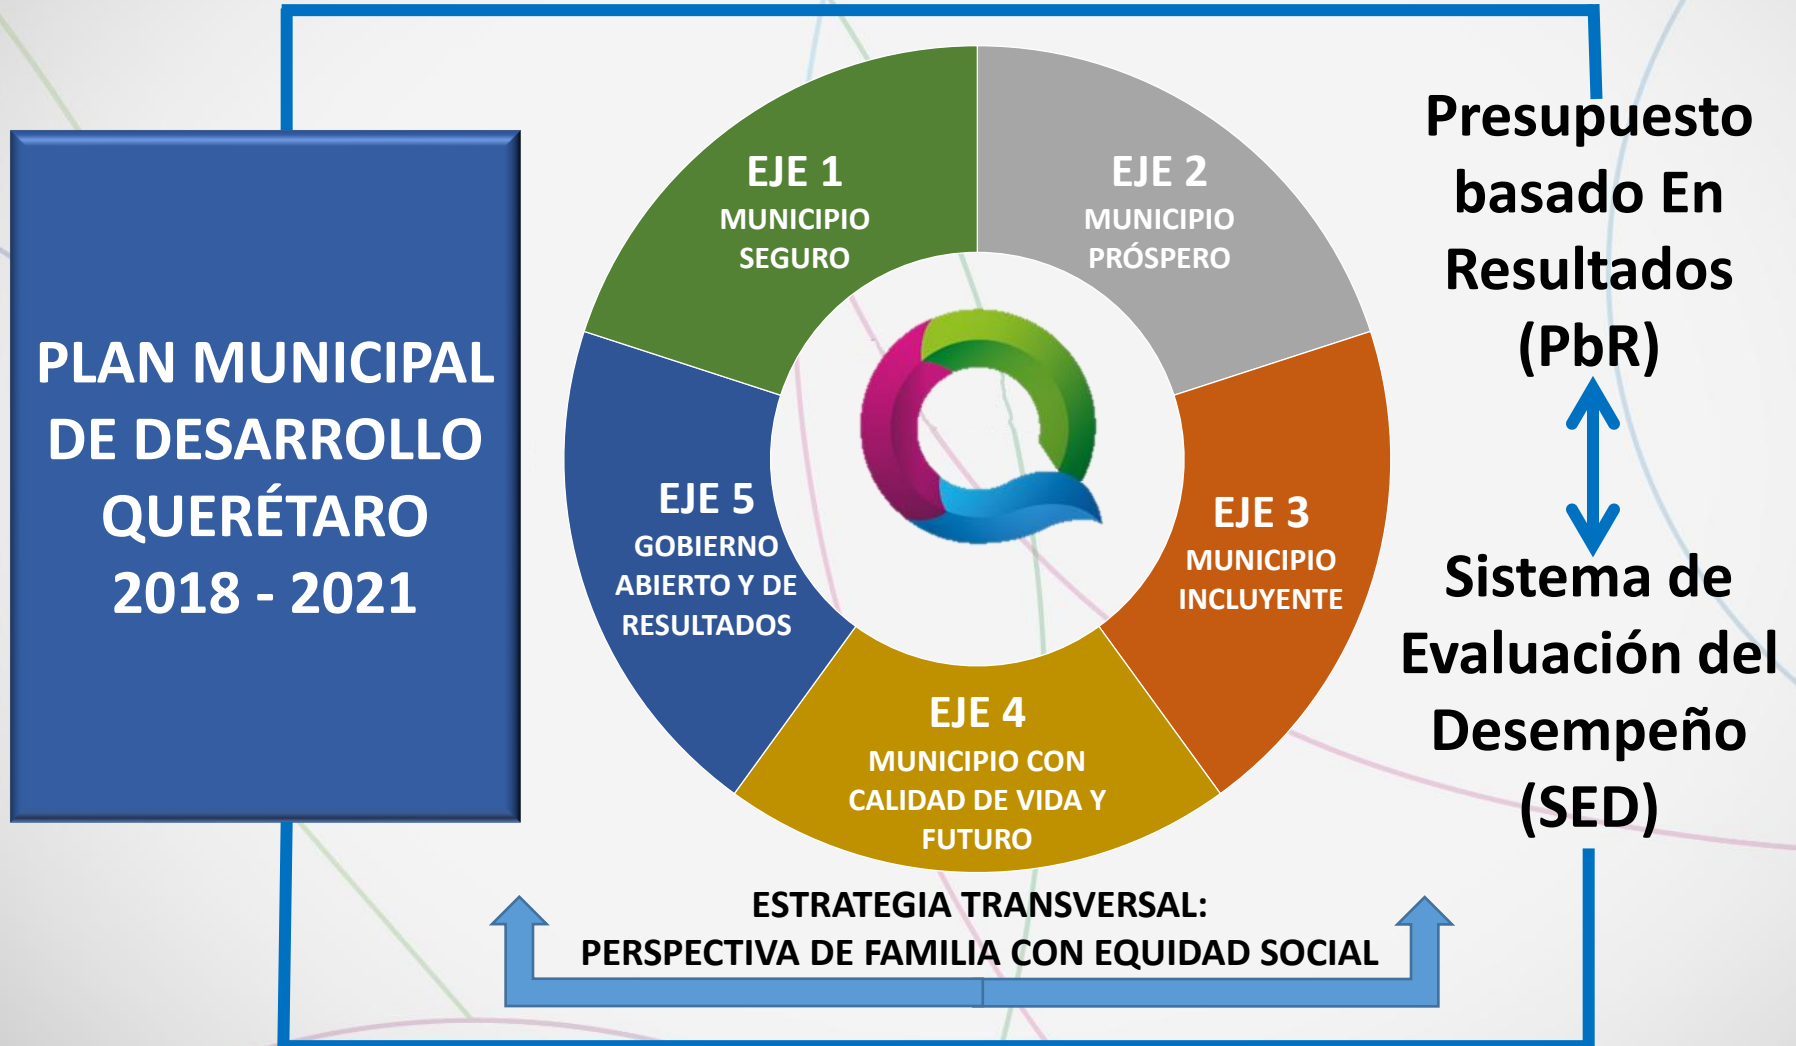 PLAN MUNICIPAL
DE DESARROLLO
QUERÉTARO
2018 - 2021
EJE 1
MUNICIPIO
SEGURO
EJE 2
MUNICIPIO
PRÓSPERO
EJE 3
MUNICIPIO
INCLUYENTE
EJE 4
MUNICIPIO CON
CALIDAD DE VIDA Y
FUTURO
EJE 5
GOBIERNO
ABIERTO Y DE
RESULTADOS
Presupuesto
basado En
Resultados
(PbR)
Sistema de
Evaluación del
Desempeño
(SED)
ESTRATEGIA TRANSVERSAL:
PERSPECTIVA DE FAMILIA CON EQUIDAD SOCIAL